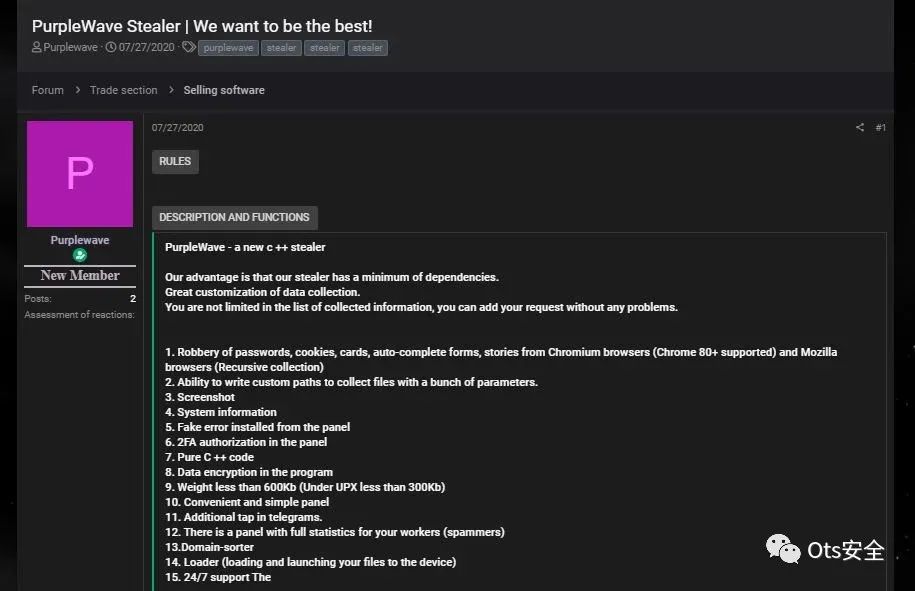 PurpleWave Stealer | We want to be the best!
Purplewave · 07/27/2020 · purplewave stealer stealer stealer
Forum > Trade section > Selling software
P
Purplewave
New Member
Posts: 2
Assessment of reactions:
07/27/2020 #1
RULES
DESCRIPTION AND FUNCTIONS
PurpleWave - a new c ++ stealer
Our advantage is that our stealer has a minimum of dependencies.
Great customization of data collection.
You are not limited in the list of collected information, you can add your request without any problems.
1. Robbery of passwords, cookies, cards, auto-complete forms, stories from Chromium browsers (Chrome 80+ supported) and Mozilla
browsers (Recursive collection)
2. Ability to write custom paths to collect files with a bunch of parameters.
3. Screenshot
4. System information
5. Fake error installed from the panel
6. 2FA authorization in the panel
7. Pure C ++ code
8. Data encryption in the program
9. Weight less than 600Kb (Under UPX less than 300Kb)
10. Convenient and simple panel
11. Additional tap in telegrams.
12. There is a panel with full statistics for your workers (spammers)
13.Domain-sorter
14. Loader (loading and launching your files to the device)
15. 24/7 support The
Ots安全